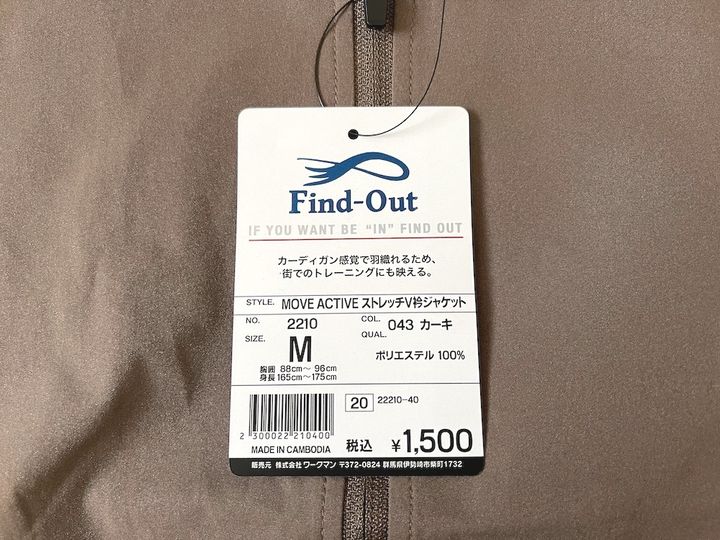 Find-Out
IF YOU WANT BE "IN" FIND OUT
カーディガン感覚で羽織れるため、
街でのトレーニングにも映える。
STYLE. MOVE ACTIVE ストレッチV衿ジャケット
NO. 2210 COL. 043 カーキ
SIZE. M QUAL. ポリエステル 100%
胸囲 88cm〜 96cm
身長 165cm〜175cm
20 22210-40
2 300022 210400
MADE IN CAMBODIA 税込 ¥1,500
販売元 株式会社 ワークマン 〒372-0824 群馬県伊勢崎市柴町1732